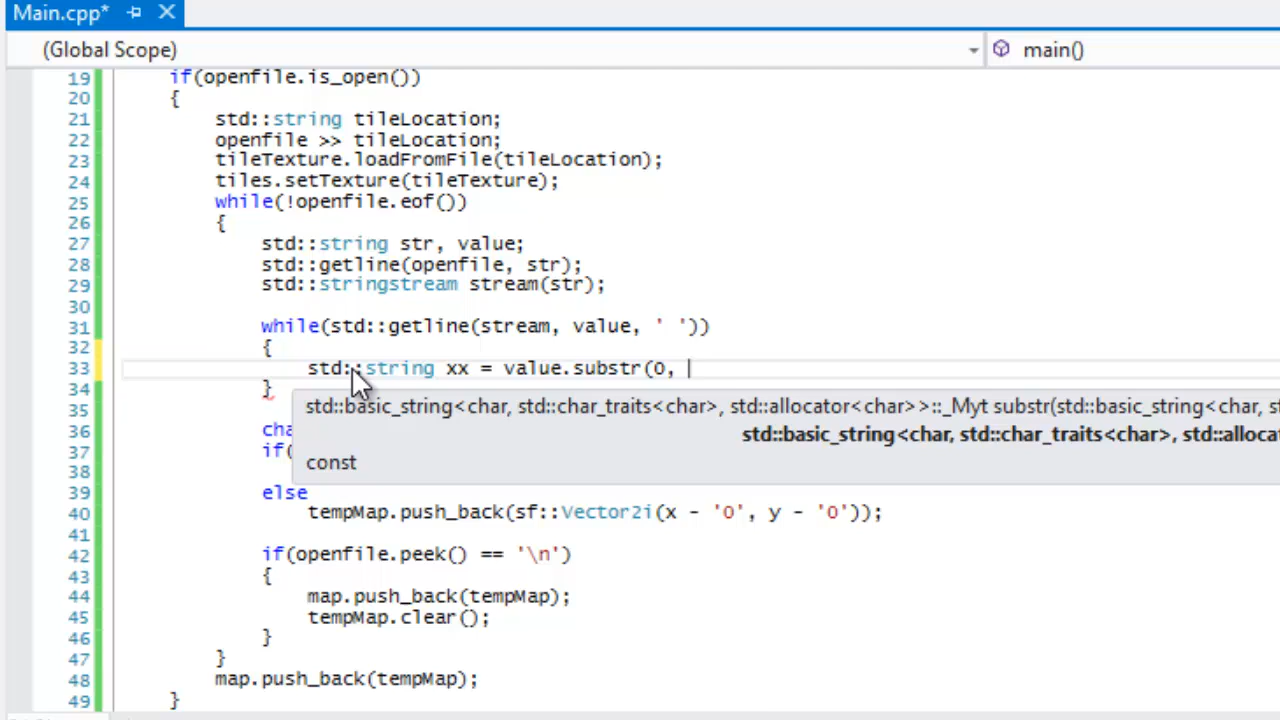 Main.cpp*
(Global Scope) main()
19 if(openfile.is_open())
20 {
21 std::string tileLocation;
22 openfile >> tileLocation;
23 tileTexture.loadFromFile(tileLocation);
24 tiles.setTexture(tileTexture);
25 while(!openfile.eof())
26 {
27 std::string str, value;
28 std::getline(openfile, str);
29 std::stringstream stream(str);
30
31 while(std::getline(stream, value, ' '))
32 {
33 std::string xx = value.substr(0,
34 }
35 std::basic_string<char, std::char_traits<char>, std::allocator<char>>::_Myt substr(std::basic_string<char,
36 cha std::basic_string<char, std::char_traits<char>,
37 if(
38 const
39 else
40 tempMap.push_back(sf::Vector2i(x - '0', y - '0'));
41
42 if(openfile.peek() == '\n')
43 {
44 map.push_back(tempMap);
45 tempMap.clear();
46 }
47 }
48 map.push_back(tempMap);
49 }